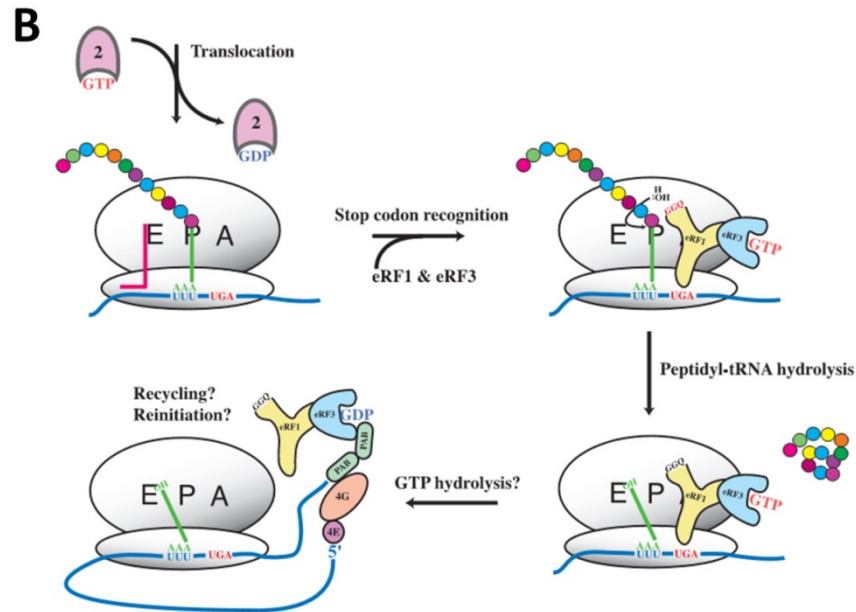 B
2
GTP
Translocation
2
GDP
E P A
AAA
UUU UGA
Stop codon recognition
eRF1 & eRF3
H
:OH
GGQ
E P
eRF1
eRF3
GTP
AAA
UUU UGA
Peptidyl-tRNA hydrolysis
GGQ
E P
OH
eRF1
eRF3
GTP
AAA
UUU UGA
GTP hydrolysis?
Recycling?
Reinitiation?
GGQ
eRF1
eRF3
GDP
PAB
PAB
4G
4E
5'
E P A
OH
AAA
UUU UGA